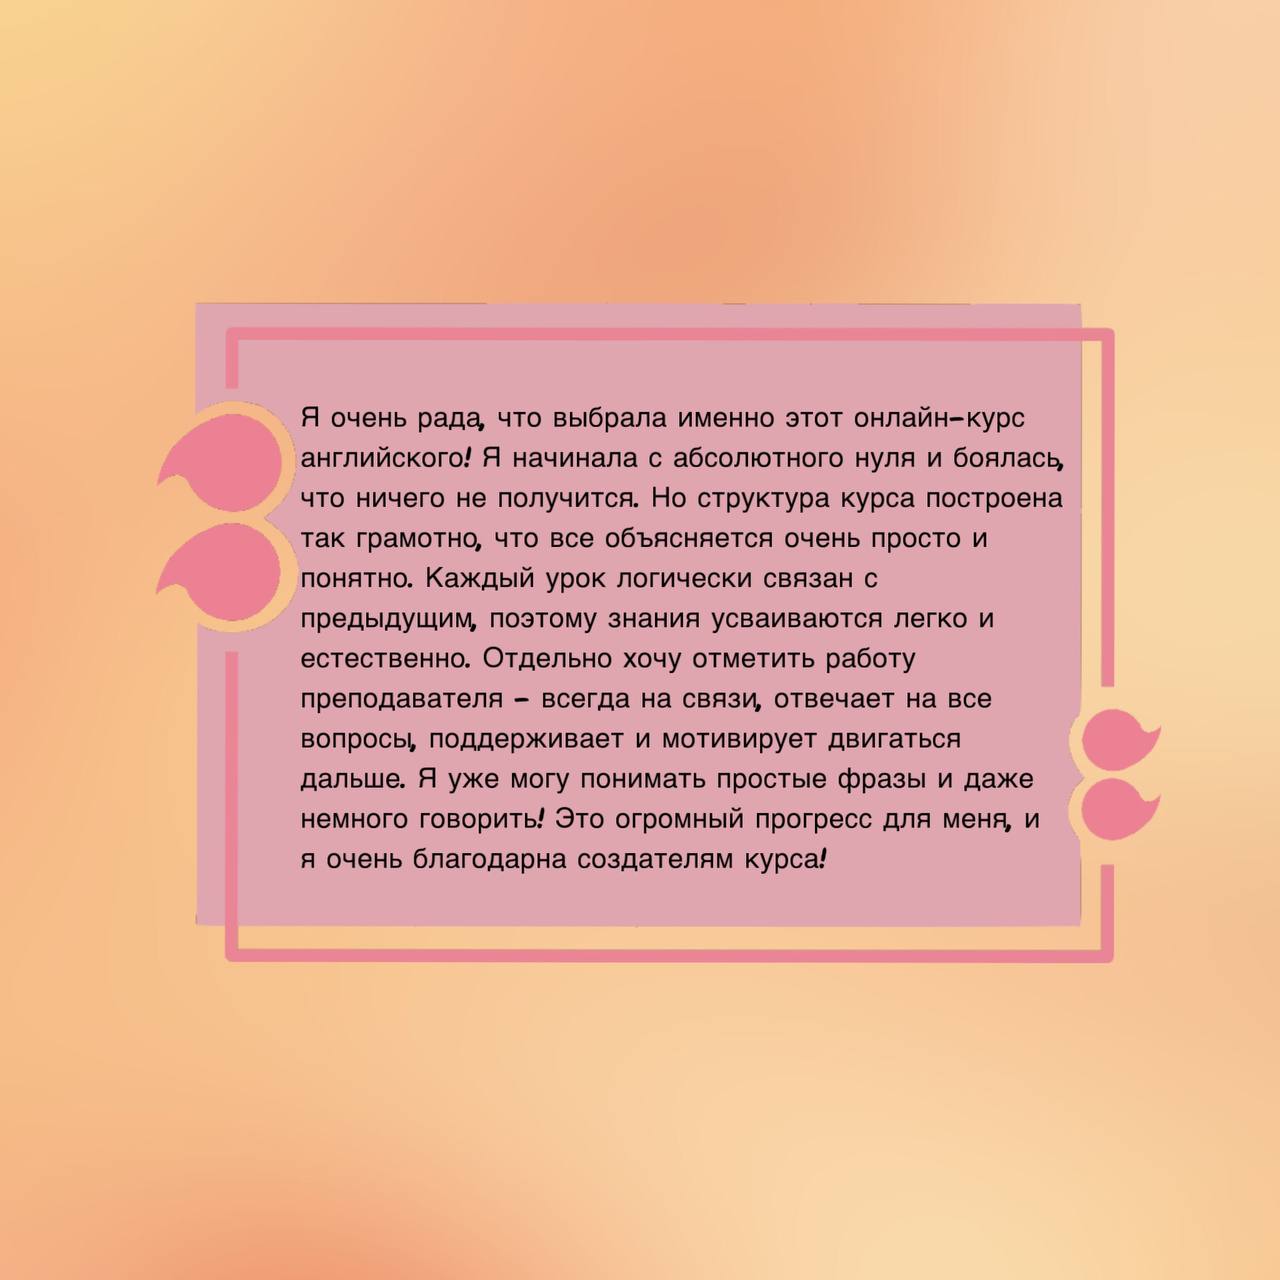 Я очень рада, что выбрала именно этот онлайн-курс
английского! Я начинала с абсолютного нуля и боялась,
что ничего не получится. Но структура курса построена
так грамотно, что все объясняется очень просто и
понятно. Каждый урок логически связан с
предыдущим, поэтому знания усваиваются легко и
естественно. Отдельно хочу отметить работу
преподавателя - всегда на связи, отвечает на все
вопросы, поддерживает и мотивирует двигаться
дальше. Я уже могу понимать простые фразы и даже
немного говорить! Это огромный прогресс для меня, и
я очень благодарна создателям курса!